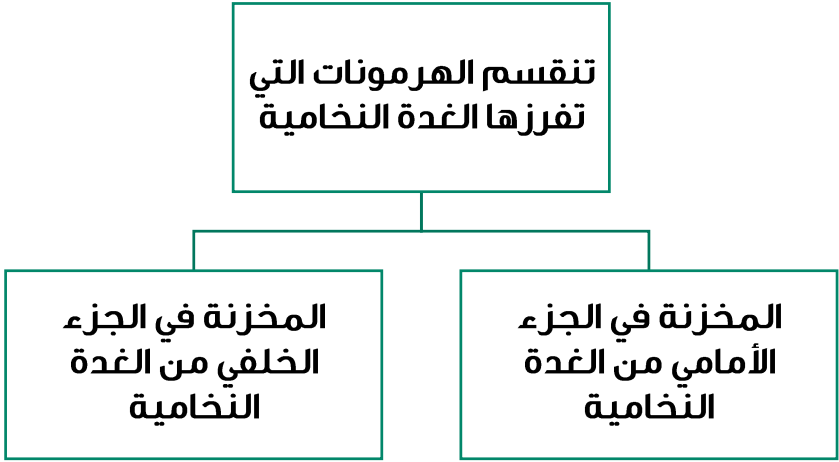 تنقسم الهرمونات التي
تفرزها الغدة النخامية
المخزنة في الجزء
الأمامي من الغدة
النخامية
المخزنة في الجزء
الخلفي من الغدة
النخامية